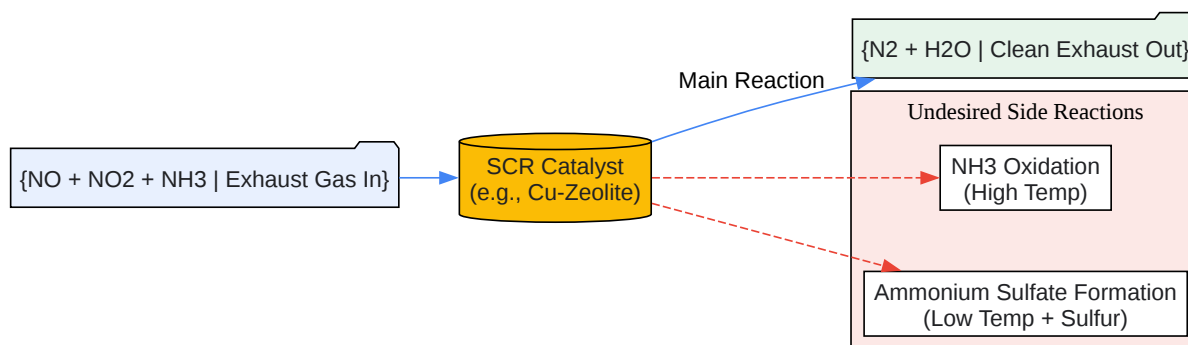 {N2 + H2O | Clean Exhaust Out}
Main Reaction
Undesired Side Reactions
{NO + NO2 + NH3 | Exhaust Gas In}
SCR Catalyst
(e.g., Cu-Zeolite)
NH3 Oxidation
(High Temp)
Ammonium Sulfate Formation
(Low Temp + Sulfur)